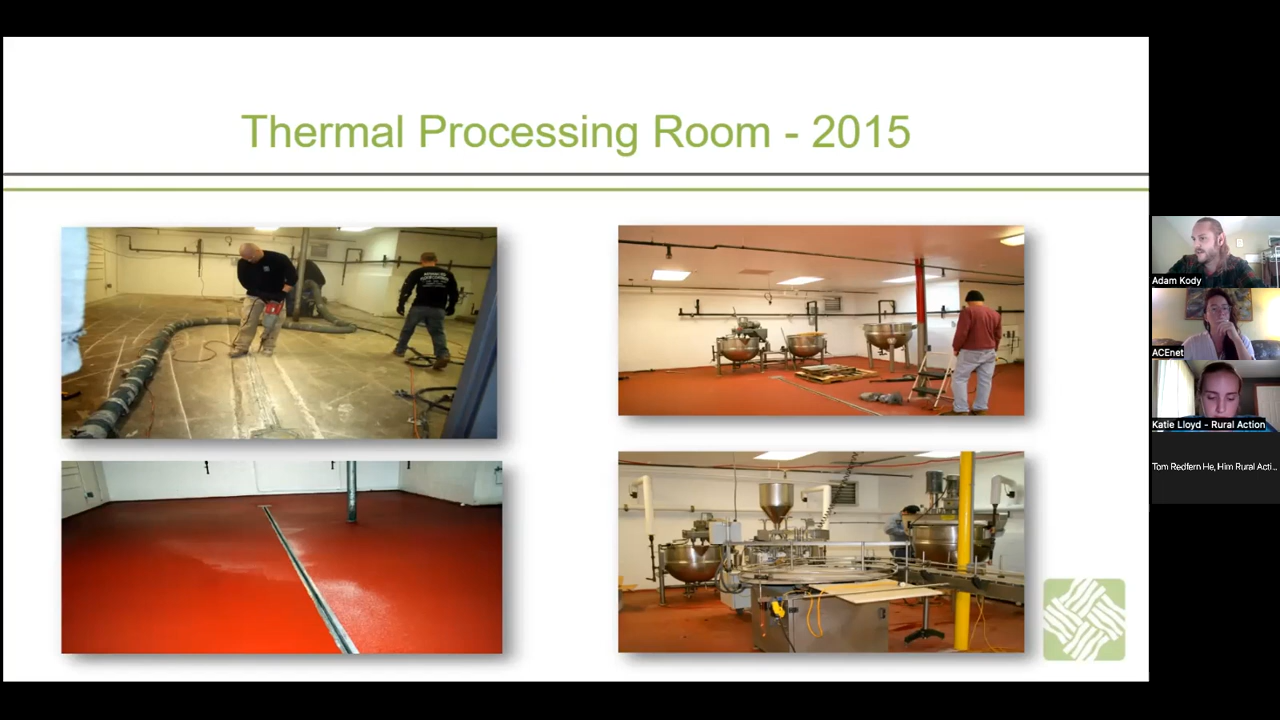 Thermal Processing Room - 2015
Adam Kody
ACEnet
Katie Lloyd - Rural Action
Tom Redfern He, Him Rural Acti...